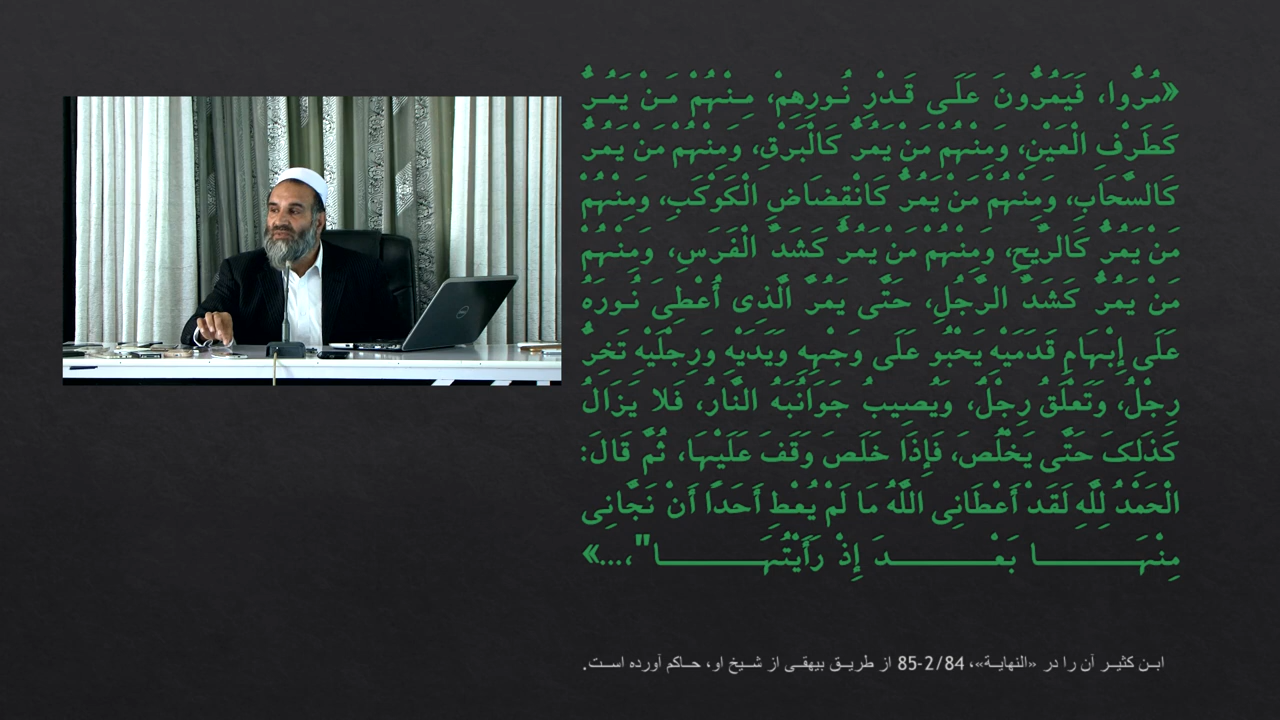 «مُرُّوا، فَيَمُرُّونَ عَلَى قَدْرِ نُورِهِمْ، مِنْهُمْ مَنْ يَمُرُّ
كَطَرْفِ الْعَيْنِ، وَمِنْهُمْ مَنْ يَمُرُّ كَالْبَرْقِ، وَمِنْهُمْ مَنْ يَمُرُّ
كَالسَّحَابِ، وَمِنْهُمْ مَنْ يَمُرُّ كَانْقِضَاضِ الْكَوْكَبِ، وَمِنْهُمْ
مَنْ يَمُرُّ كَالرِّيحِ، وَمِنْهُمْ مَنْ يَمُرُّ كَشَدِّ الْفَرَسِ، وَمِنْهُمْ
مَنْ يَمُرُّ كَشَدِّ الرَّجُلِ، حَتَّى يَمُرَّ الَّذِى أُعْطِىَ نُورَهُ
عَلَى إِبْهَامِ قَدَمَيْهِ يَحْبُو عَلَى وَجْهِهِ وَيَدَيْهِ وَرِجْلَيْهِ تَخِرُّ
رِجْلٌ، وَتَعْلَقُ رِجْلٌ، وَيُصِيبُ جَوَانِبَهُ النَّارُ، فَلا يَزَالُ
كَذَلِكَ حَتَّى يَخْلُصَ، فَإِذَا خَلَصَ وَقَفَ عَلَيْهَا، ثُمَّ قَالَ:
الْحَمْدُ لِلَّهِ لَقَدْ أَعْطَانِى اللَّهُ مَا لَمْ يُعْطِ أَحَدًا أَنْ نَجَّانِى
مِنْهَا بَعْدَ إِذْ رَأَيْتُهَا"،...»
ابن کثیر آن را در «النهایة»، 2/84-85 از طریق بیهقی از شیخ او، حاکم آورده است.